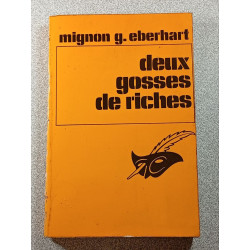 mignon g. eberhart
deux
gosses
de riches